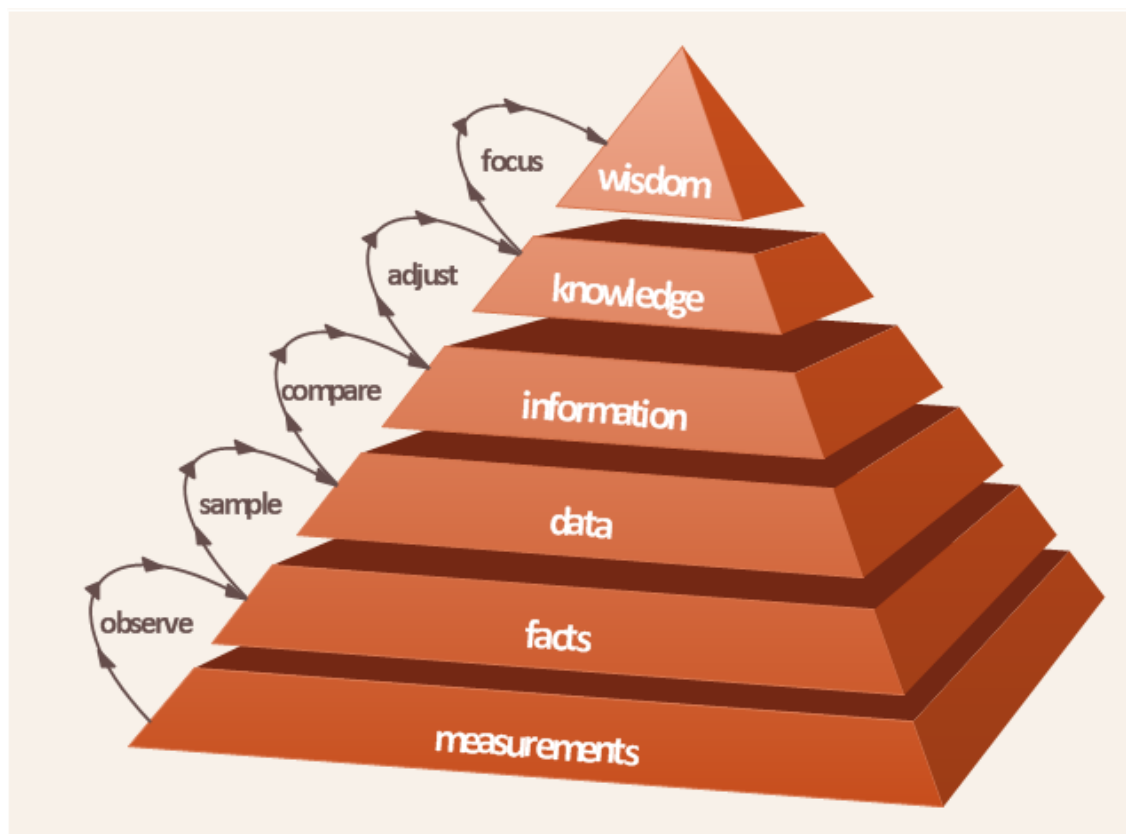 focus
wisdom
adjust
knowledge
compare
information
sample
data
observe
facts
measurements